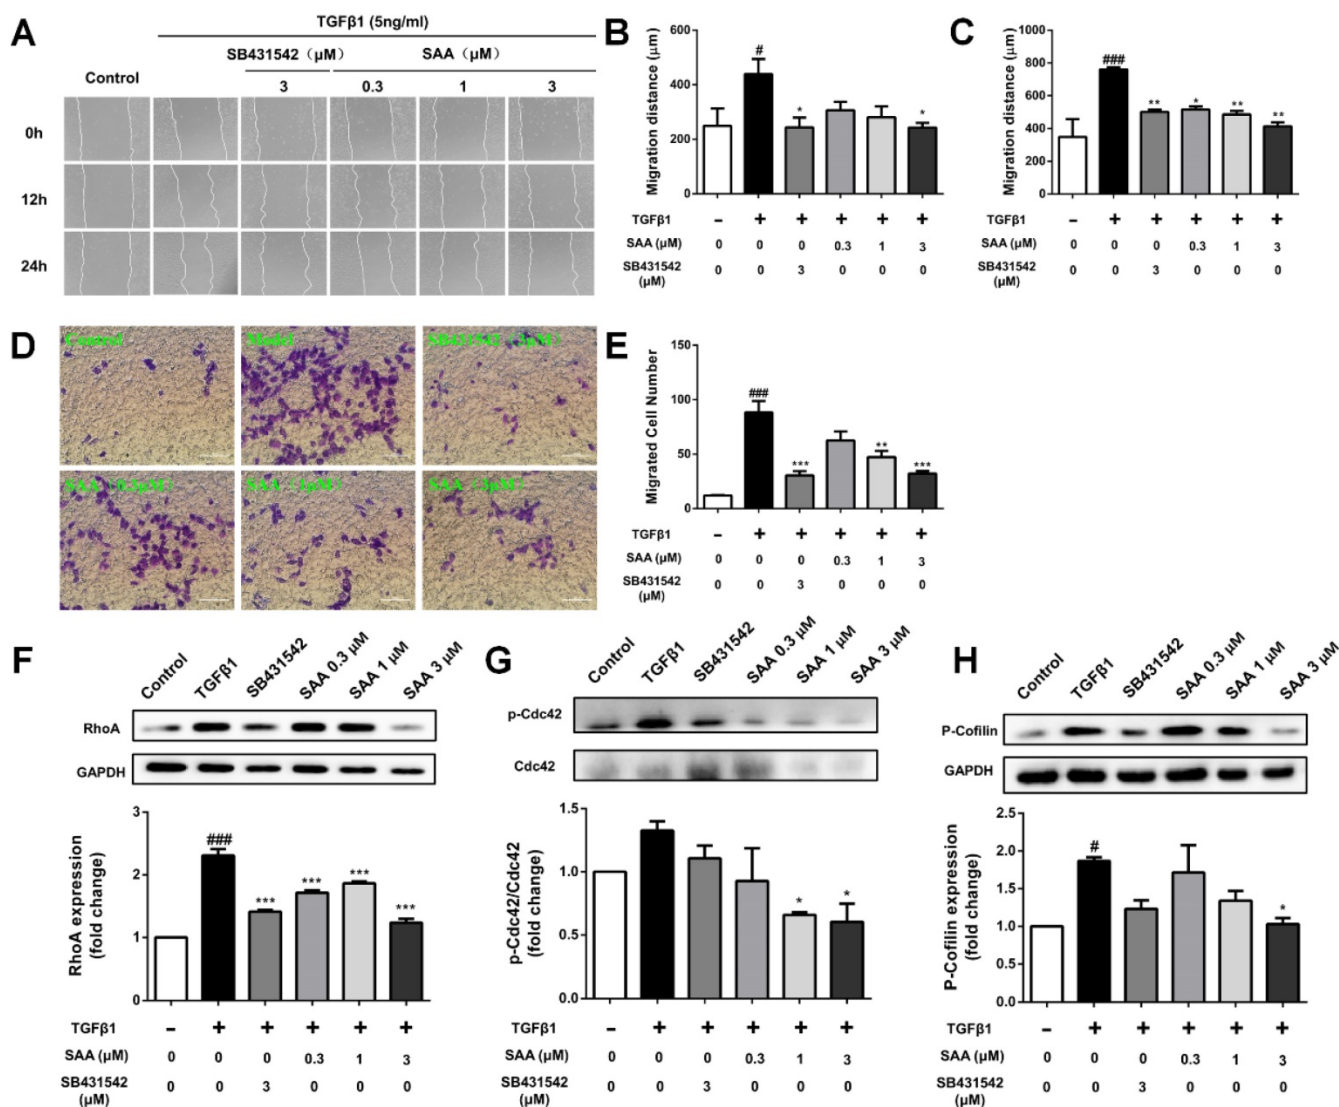 A
TGFβ1 (5ng/ml)
SB431542 (μM) SAA (μM)
Control 3 0.3 1 3
0h
12h
24h
B
Migration distance (μm)
600
400
200
0
# * *
TGFβ1 − + + + + +
SAA (μM) 0 0 0 0.3 1 3
SB431542 0 0 3 0 0 0
(μM)
C
Migration distance (μm)
1000
800
600
400
200
0
### ** * ** **
TGFβ1 − + + + + +
SAA (μM) 0 0 0 0.3 1 3
SB431542 0 0 3 0 0 0
(μM)
D
Control Model SB431542 (3μM)
SAA (0.3μM) SAA (1μM) SAA (3μM)
E
Migrated Cell Number
150
100
50
0
### *** ** ***
TGFβ1 − + + + + +
SAA (μM) 0 0 0 0.3 1 3
SB431542 0 0 3 0 0 0
(μM)
F
Control TGFβ1 SB431542 SAA 0.3 μM SAA 1 μM SAA 3 μM
RhoA
GAPDH
RhoA expression
(fold change)
3
2
1
0
### *** *** *** ***
TGFβ1 − + + + + +
SAA (μM) 0 0 0 0.3 1 3
SB431542 0 0 3 0 0 0
(μM)
G
Control TGFβ1 SB431542 SAA 0.3 μM SAA 1 μM SAA 3 μM
p-Cdc42
Cdc42
p-Cdc42/Cdc42
(fold change)
1.5
1.0
0.5
0.0
* *
TGFβ1 − + + + + +
SAA (μM) 0 0 0 0.3 1 3
SB431542 0 0 3 0 0 0
(μM)
H
Control TGFβ1 SB431542 SAA 0.3 μM SAA 1 μM SAA 3 μM
P-Cofilin
GAPDH
P-Cofilin expression
(fold change)
2.5
2.0
1.5
1.0
0.5
0.0
# *
TGFβ1 − + + + + +
SAA (μM) 0 0 0 0.3 1 3
SB431542 0 0 3 0 0 0
(μM)